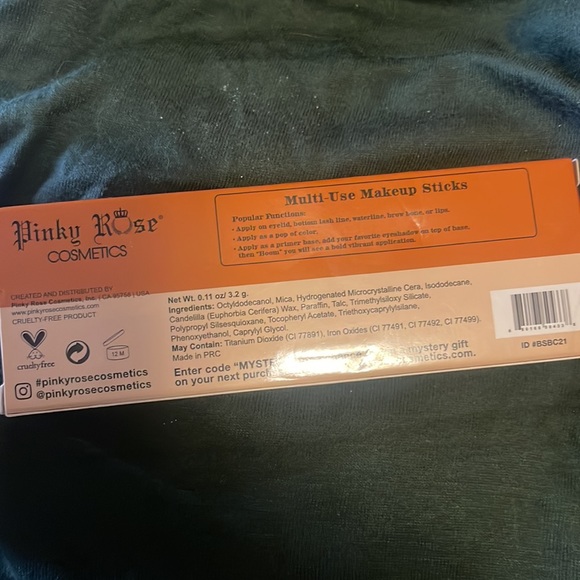 Pinky Rose®
COSMETICS
CREATED AND DISTRIBUTED BY
Pinky Rose Cosmetics, Inc. | CA 95758 | USA
www.pinkyrosecosmetics.com
CRUELTY-FREE PRODUCT
crueltyfree
12 M
#pinkyrosecosmetics
@pinkyrosecosmetics
Multi-Use Makeup Sticks
Popular Functions:
• Apply on eyelid, bottom lash line, waterline, brow bone, or lips.
• Apply as a pop of color.
• Apply as a primer base, add your favorite eyeshadow on top of base,
then "Boom" you will see a bold vibrant application.
Net Wt. 0.11 oz/ 3.2 g.
Ingredients: Octyldodecanol, Mica, Hydrogenated Microcrystalline Cera, Isododecane,
Candelilla (Euphorbia Cerifera) Wax, Paraffin, Talc, Trimethylsiloxy Silicate,
Polypropyl Silsesquioxane, Tocopheryl Acetate, Triethoxycaprylylsilane,
Phenoxyethanol, Caprylyl Glycol.
May Contain: Titanium Dioxide (CI 77891), Iron Oxides (CI 77491, CI 77492, CI 77499).
Made in PRC
Enter code "MYSTE mystery gift
on your next purch cosmetics.com.
ID #BSBC21